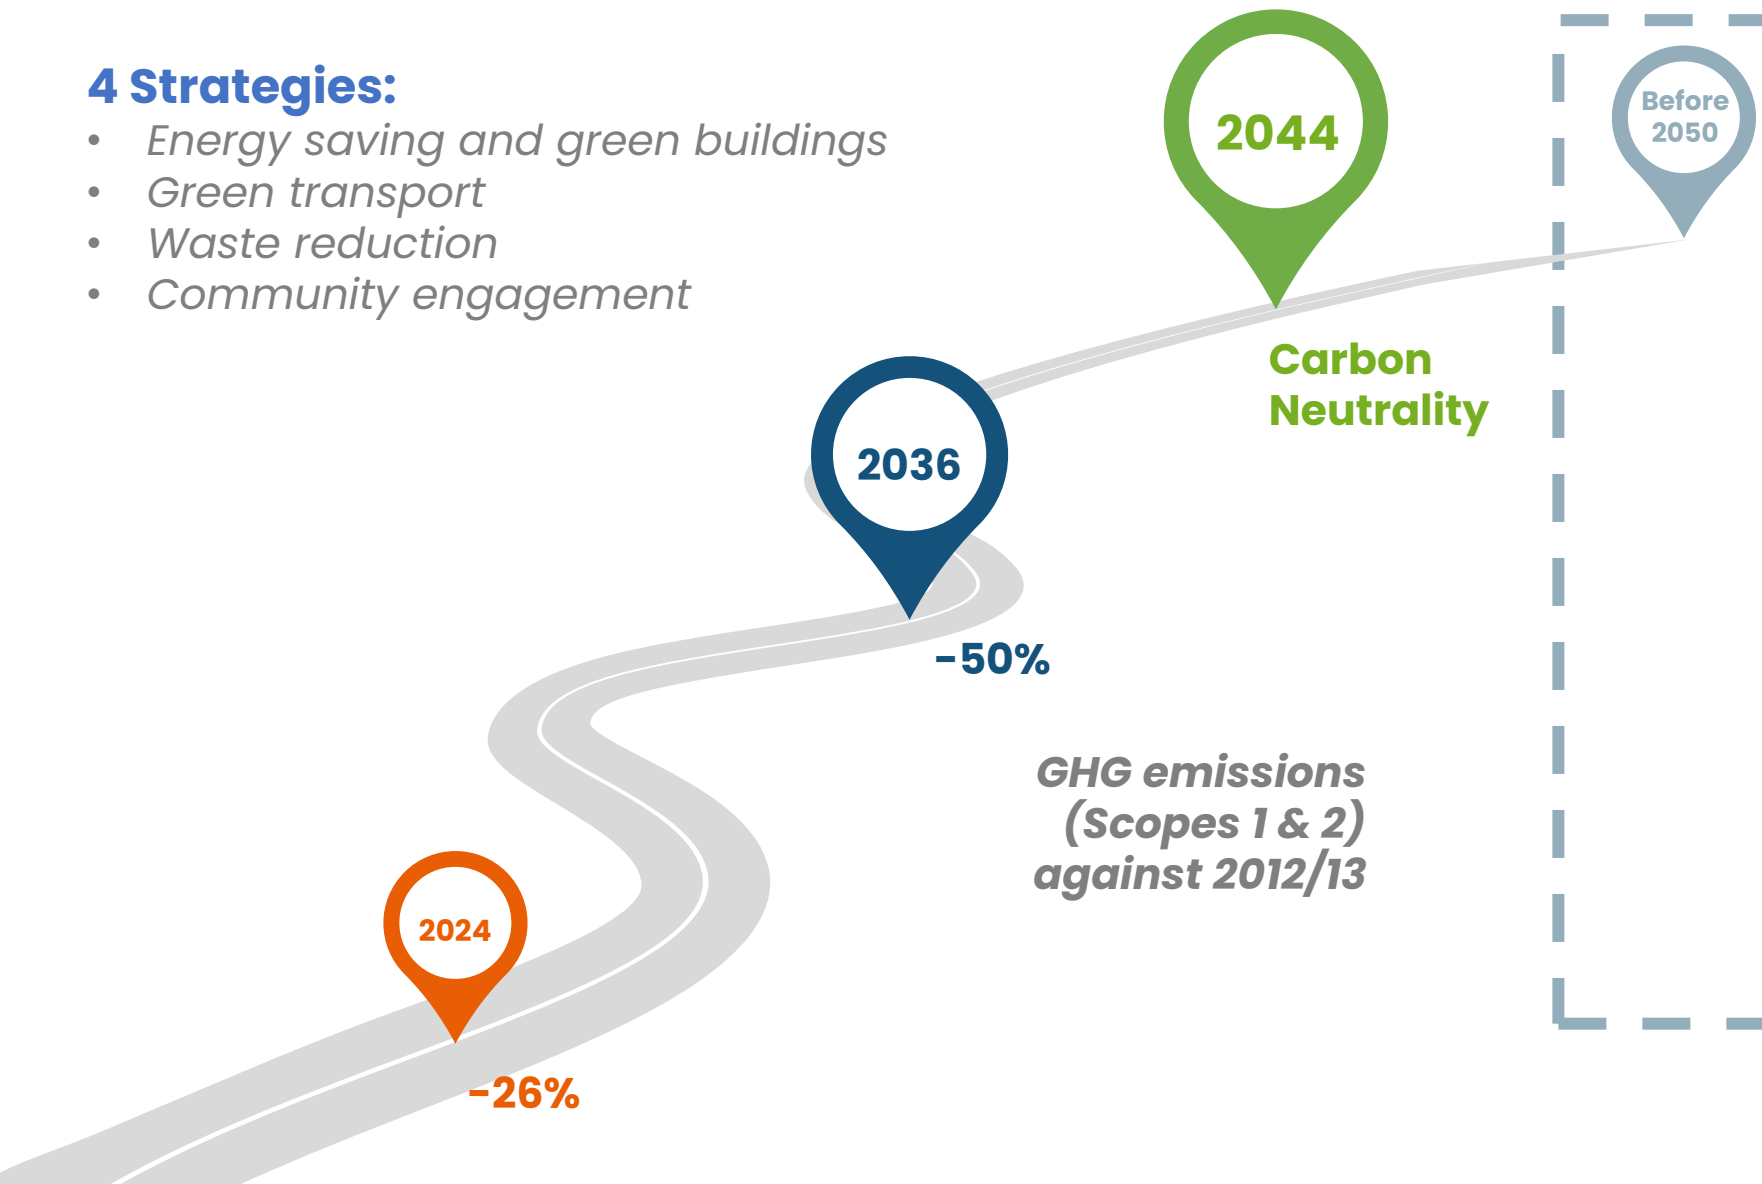 4 Strategies:
• Energy saving and green buildings
• Green transport
• Waste reduction
• Community engagement
2044
Before
2050
Carbon
Neutrality
2036
-50%
GHG emissions
(Scopes 1 & 2)
against 2012/13
2024
-26%